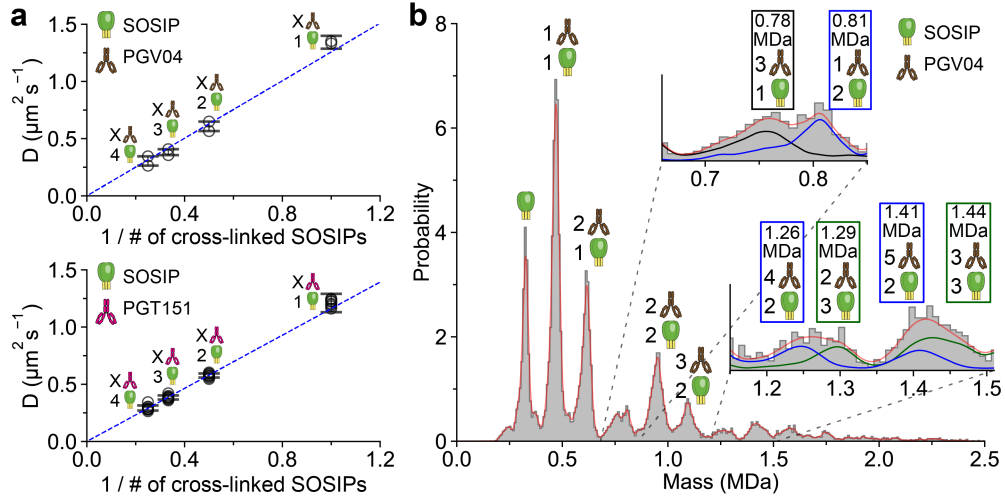 a
1.5
1.0
0.5
0.0
D (μm² s⁻¹)
SOSIP
PGV04
X
1
X
2
X
3
X
4
0.0
0.4
0.8
1.2
1 / # of cross-linked SOSIPs
1.5
1.0
0.5
0.0
D (μm² s⁻¹)
SOSIP
PGT151
X
1
X
2
X
3
X
4
0.0
0.4
0.8
1.2
1 / # of cross-linked SOSIPs
b
8
6
4
2
0
Probability
1
1
2
1
2
2
3
2
0.78
MDa
3
1
0.81
MDa
1
2
SOSIP
PGV04
0.7
0.8
1.26
MDa
4
2
1.29
MDa
2
3
1.41
MDa
5
2
1.44
MDa
3
3
1.2
1.3
1.4
1.5
0.0
0.5
1.0
1.5
2.0
2.5
Mass (MDa)